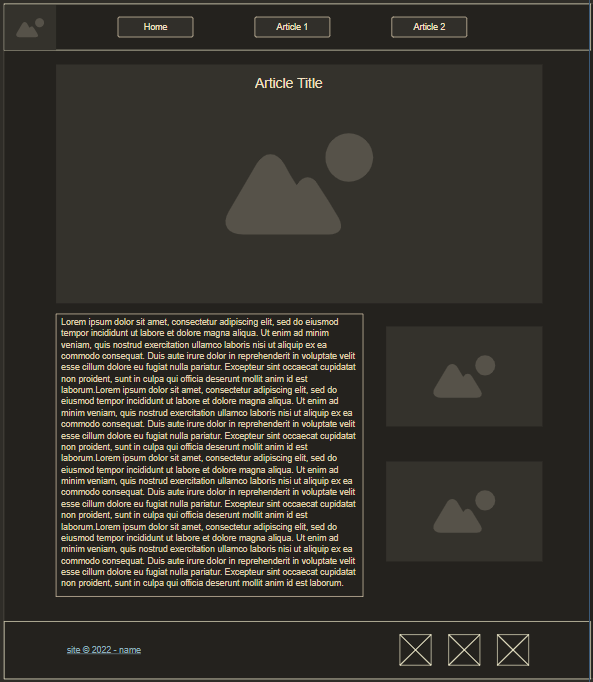 Home
Article 1
Article 2
Article Title
Lorem ipsum dolor sit amet, consectetur adipiscing elit, sed do eiusmod
tempor incididunt ut labore et dolore magna aliqua. Ut enim ad minim
veniam, quis nostrud exercitation ullamco laboris nisi ut aliquip ex ea
commodo consequat. Duis aute irure dolor in reprehenderit in voluptate velit
esse cillum dolore eu fugiat nulla pariatur. Excepteur sint occaecat cupidatat
non proident, sunt in culpa qui officia deserunt mollit anim id est
laborum.Lorem ipsum dolor sit amet, consectetur adipiscing elit, sed do
eiusmod tempor incididunt ut labore et dolore magna aliqua. Ut enim ad
minim veniam, quis nostrud exercitation ullamco laboris nisi ut aliquip ex ea
commodo consequat. Duis aute irure dolor in reprehenderit in voluptate velit
esse cillum dolore eu fugiat nulla pariatur. Excepteur sint occaecat cupidatat
non proident, sunt in culpa qui officia deserunt mollit anim id est
laborum.Lorem ipsum dolor sit amet, consectetur adipiscing elit, sed do
eiusmod tempor incididunt ut labore et dolore magna aliqua. Ut enim ad
minim veniam, quis nostrud exercitation ullamco laboris nisi ut aliquip ex ea
commodo consequat. Duis aute irure dolor in reprehenderit in voluptate velit
esse cillum dolore eu fugiat nulla pariatur. Excepteur sint occaecat cupidatat
non proident, sunt in culpa qui officia deserunt mollit anim id est
laborum.Lorem ipsum dolor sit amet, consectetur adipiscing elit, sed do
eiusmod tempor incididunt ut labore et dolore magna aliqua. Ut enim ad
minim veniam, quis nostrud exercitation ullamco laboris nisi ut aliquip ex ea
commodo consequat. Duis aute irure dolor in reprehenderit in voluptate velit
esse cillum dolore eu fugiat nulla pariatur. Excepteur sint occaecat cupidatat
non proident, sunt in culpa qui officia deserunt mollit anim id est laborum.
site © 2022 - name